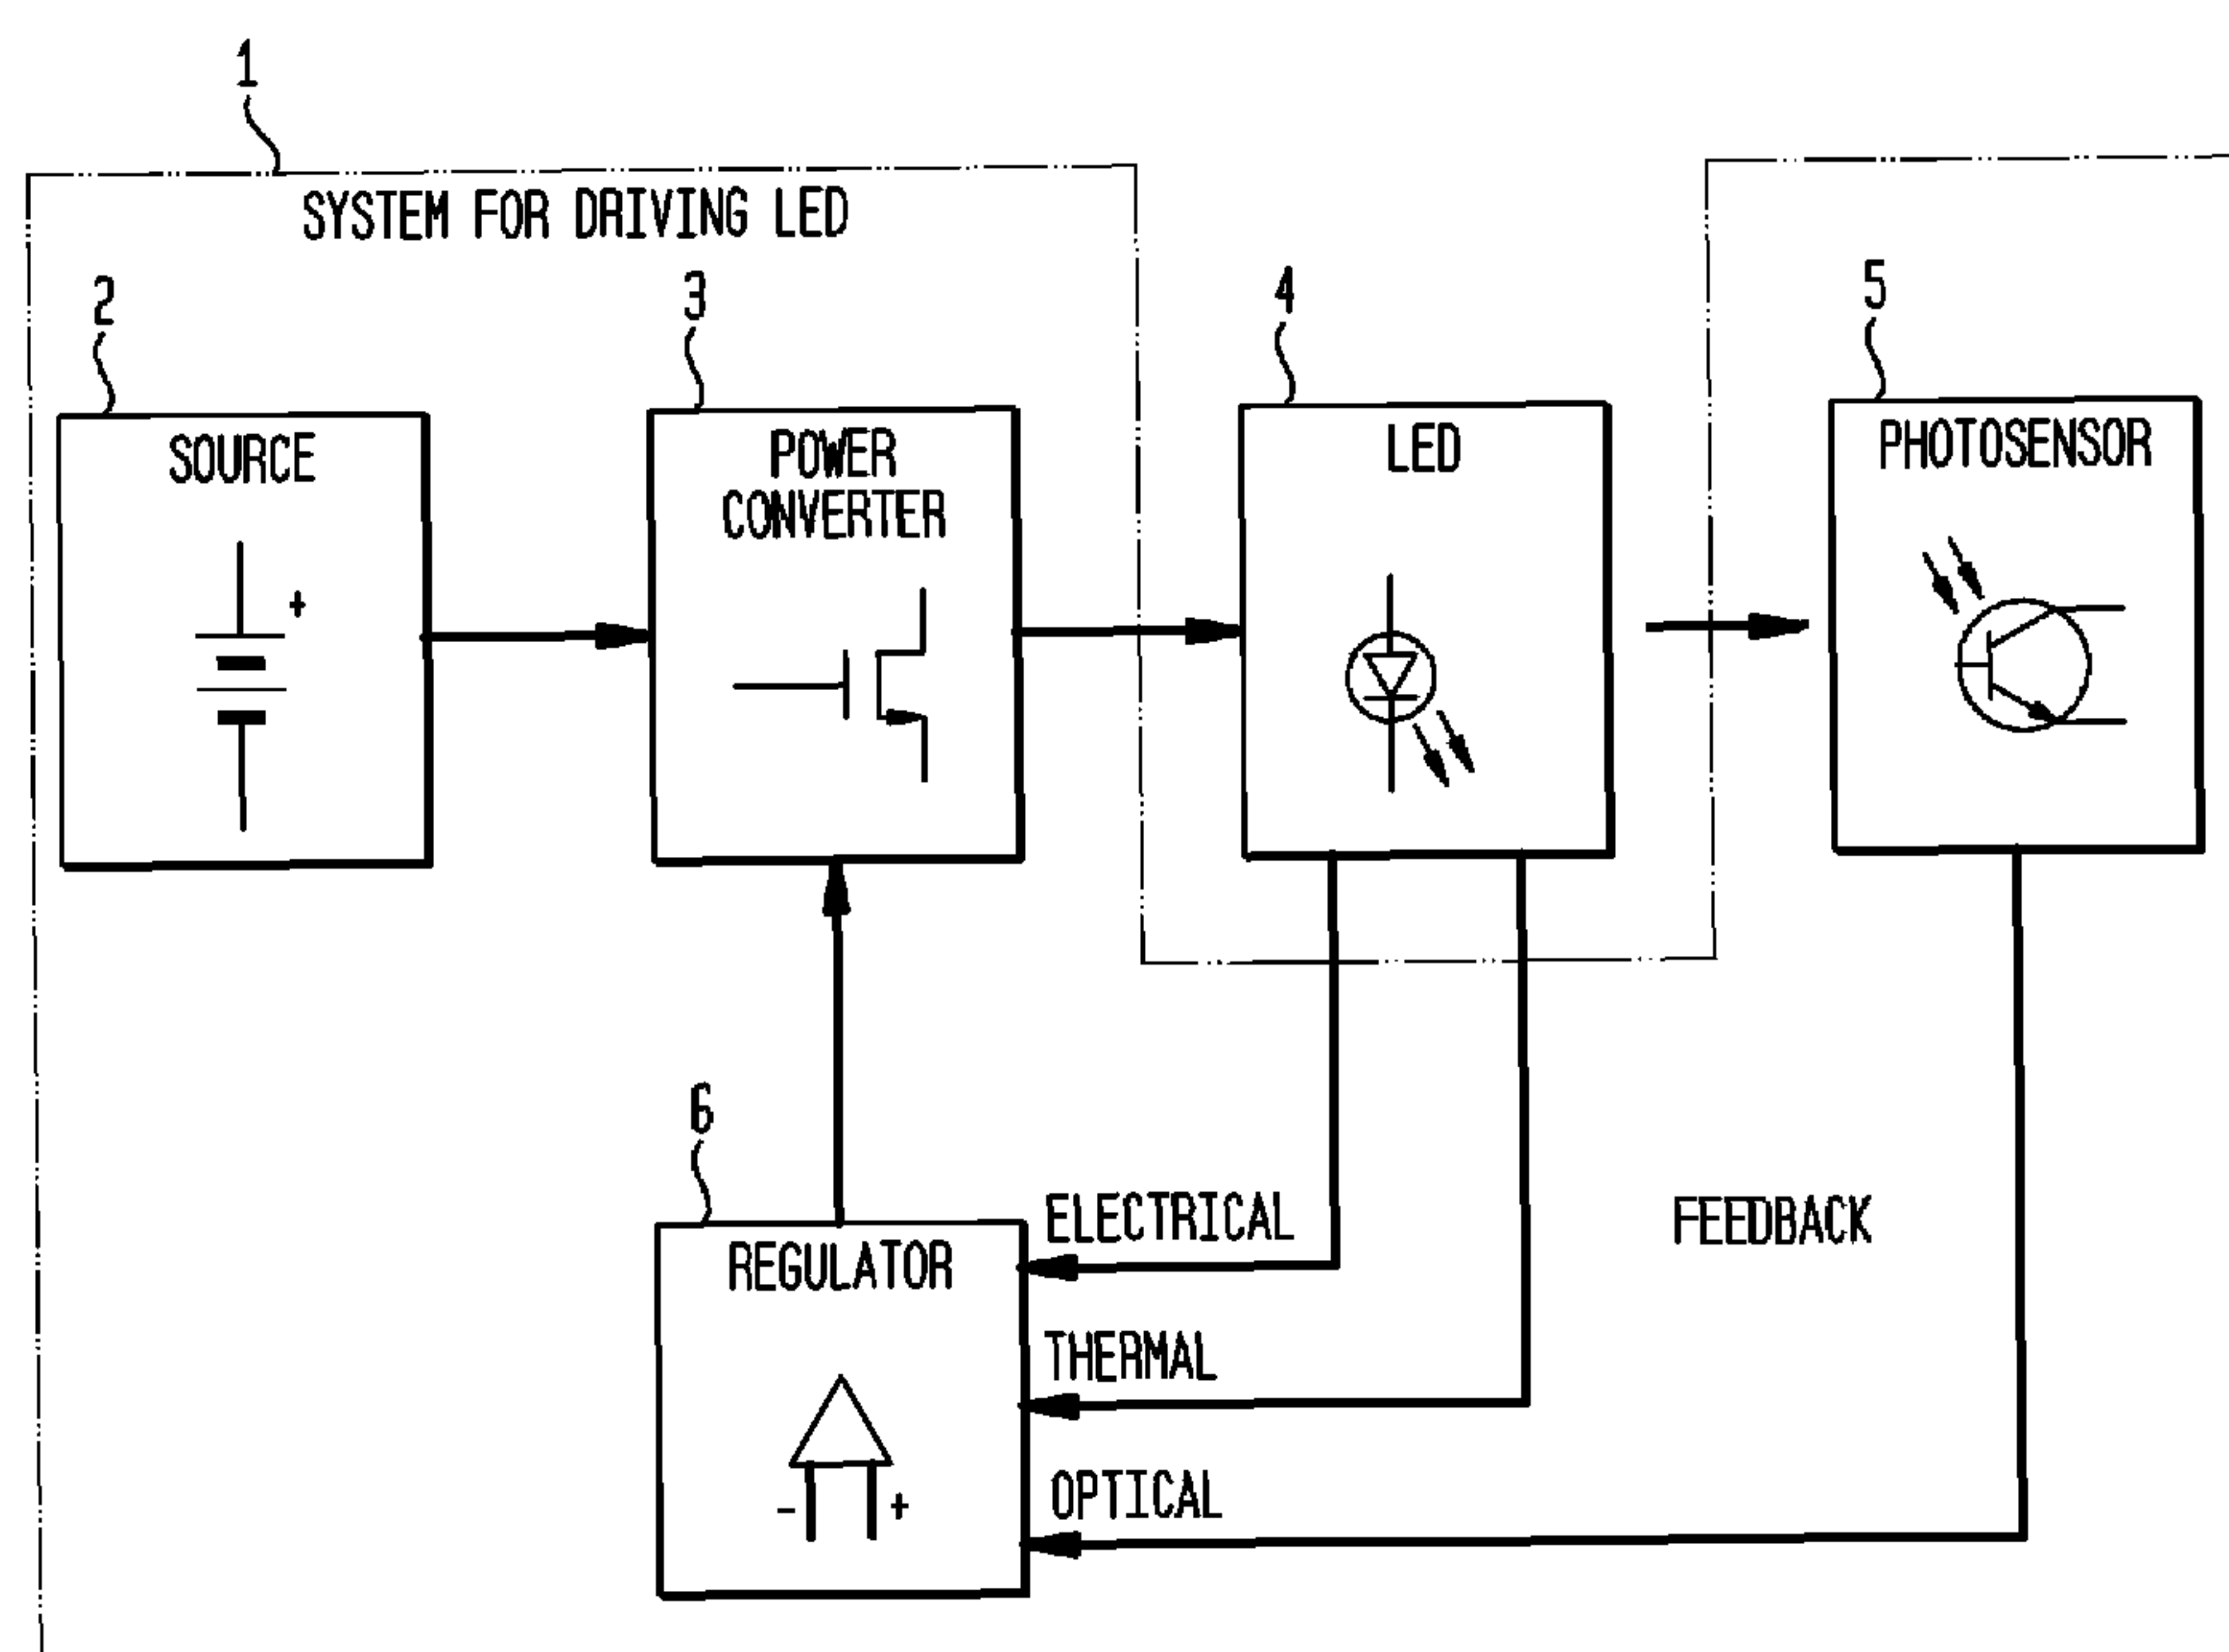 1
SYSTEM FOR DRIVING LED
2
3
4
5
SOURCE
POWER
CONVERTER
LED
PHOTOSENSOR
+
6
REGULATOR
ELECTRICAL
FEEDBACK
THERMAL
OPTICAL
- +